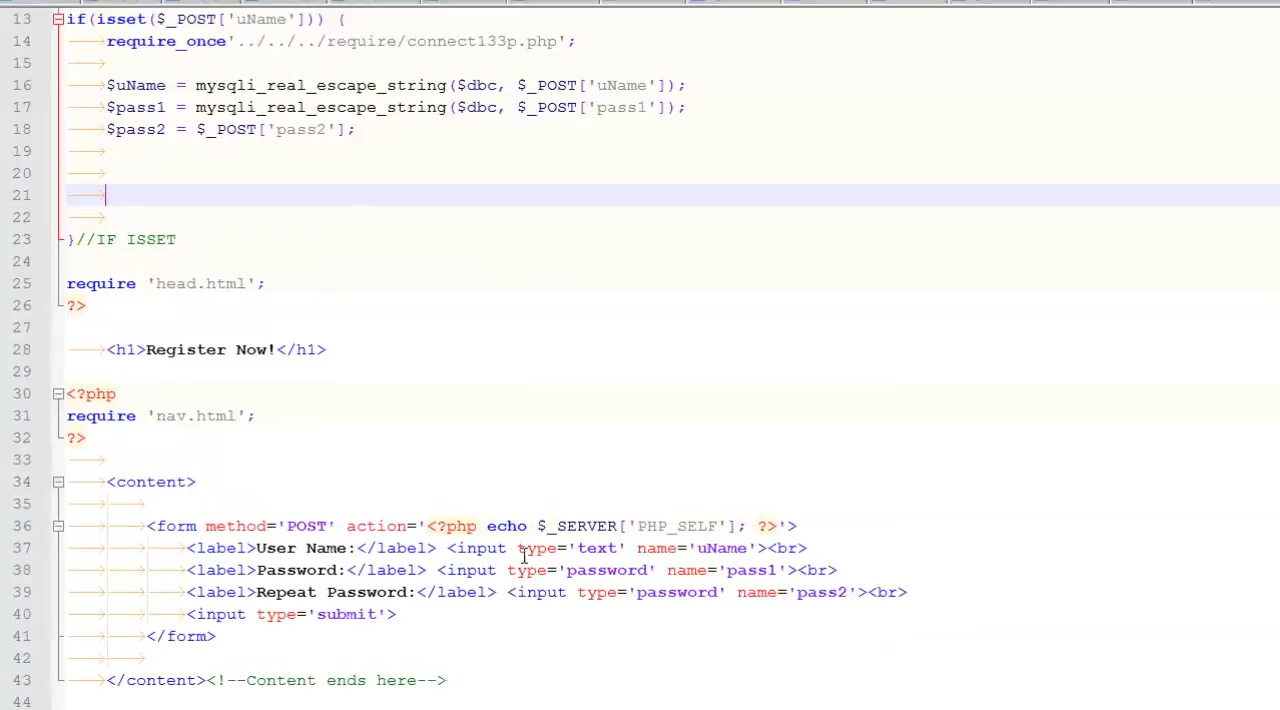 13 if(isset($_POST['uName'])) {
14 require_once'../../../require/connect133p.php';
15
16 $uName = mysqli_real_escape_string($dbc, $_POST['uName']);
17 $pass1 = mysqli_real_escape_string($dbc, $_POST['pass1']);
18 $pass2 = $_POST['pass2'];
19
20
21
22
23 }//IF ISSET
24
25 require 'head.html';
26 ?>
27
28 <h1>Register Now!</h1>
29
30 <?php
31 require 'nav.html';
32 ?>
33
34 <content>
35
36 <form method='POST' action='<?php echo $_SERVER['PHP_SELF']; ?>'>
37 <label>User Name:</label> <input type='text' name='uName'><br>
38 <label>Password:</label> <input type='password' name='pass1'><br>
39 <label>Repeat Password:</label> <input type='password' name='pass2'><br>
40 <input type='submit'>
41 </form>
42
43 </content><!--Content ends here-->
44